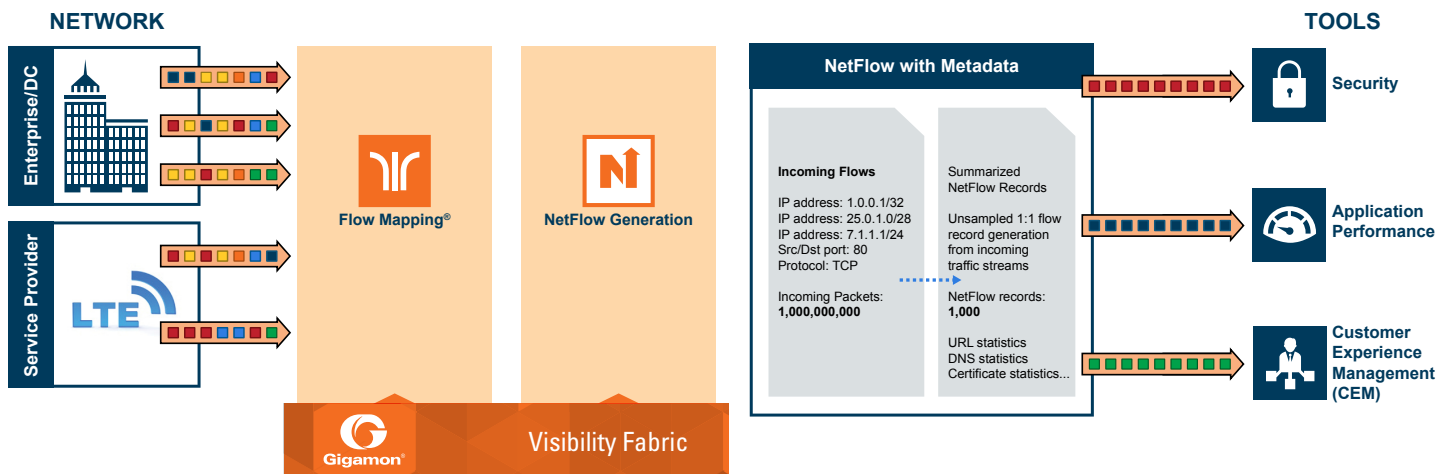 NETWORK
TOOLS
Enterprise/DC
Service Provider
LTE
Flow Mapping®
NetFlow Generation
Gigamon®
Visibility Fabric
NetFlow with Metadata
Incoming Flows
IP address: 1.0.0.1/32
IP address: 25.0.1.0/28
IP address: 7.1.1.1/24
Src/Dst port: 80
Protocol: TCP
Incoming Packets:
1,000,000,000
Summarized
NetFlow Records
Unsampled 1:1 flow
record generation
from incoming
traffic streams
NetFlow records:
1,000
URL statistics
DNS statistics
Certificate statistics...
Security
Application
Performance
Customer
Experience
Management
(CEM)